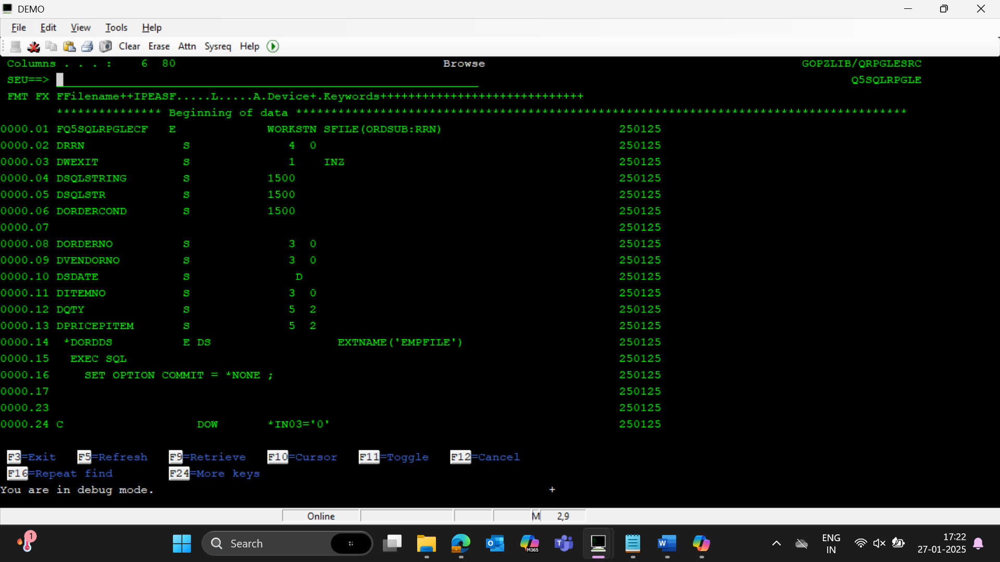 DEMO
File Edit View Tools Help
Clear Erase Attn Sysreq Help
Columns . . . : 6 80 Browse GOPZLIB/QRPGLESRC
SEU==> Q5SQLRPGLE
FMT FX FFilename++IPEASF.....L.....A.Device+.Keywords+++++++++++++++++++++++++++++
*************** Beginning of data ***************************************************************************************
0000.01 FQ5SQLRPGLECF E WORKSTN SFILE(ORDSUB:RRN) 250125
0000.02 DRRN S 4 0 250125
0000.03 DWEXIT S 1 INZ 250125
0000.04 DSQLSTRING S 1500 250125
0000.05 DSQLSTR S 1500 250125
0000.06 DORDERCOND S 1500 250125
0000.07 250125
0000.08 DORDERNO S 3 0 250125
0000.09 DVENDORNO S 3 0 250125
0000.10 DSDATE S D 250125
0000.11 DITEMNO S 3 0 250125
0000.12 DQTY S 5 2 250125
0000.13 DPRICEPITEM S 5 2 250125
0000.14 *DORDDS E DS EXTNAME('EMPFILE') 250125
0000.15 EXEC SQL 250125
0000.16 SET OPTION COMMIT = *NONE ; 250125
0000.17 250125
0000.23 250125
0000.24 C DOW *IN03='0' 250125
F3=Exit F5=Refresh F9=Retrieve F10=Cursor F11=Toggle F12=Cancel
F16=Repeat find F24=More keys
You are in debug mode. +
Online M 2,9
1 Search M365 ENG 17:22
IN 27-01-2025